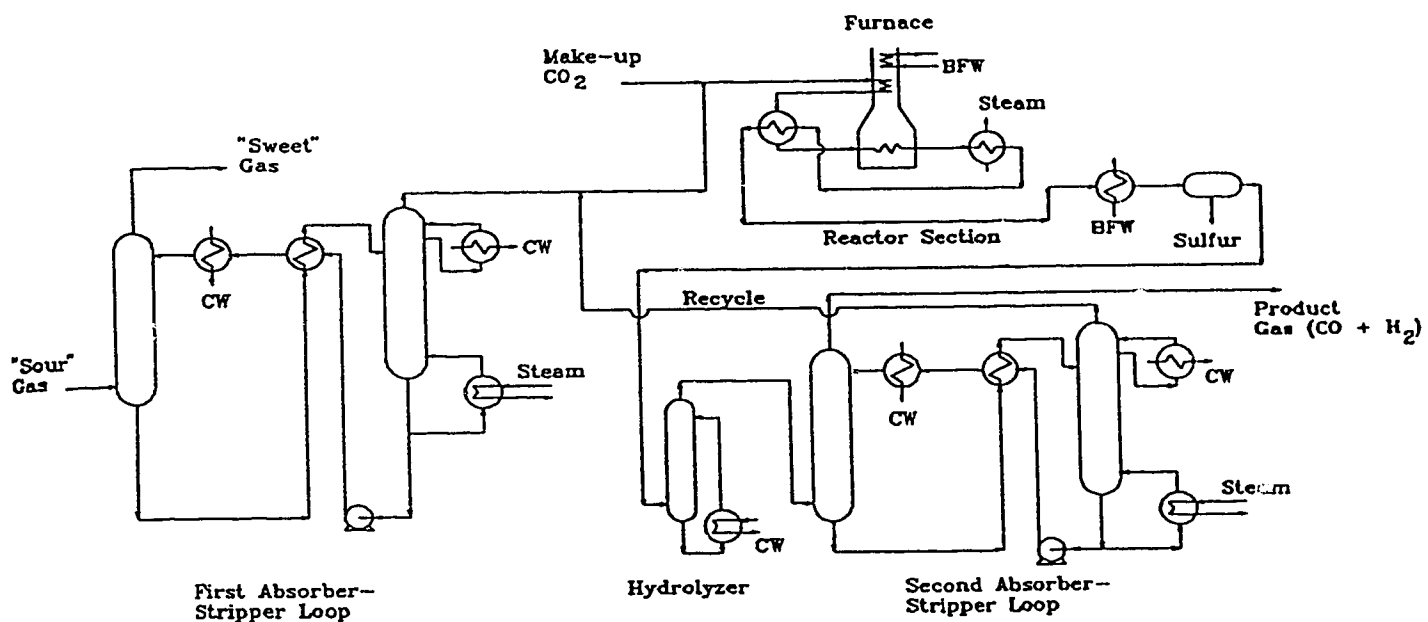 Furnace
Make-up
CO2
BFW
Steam
"Sweet"
Gas
CW
CW
Reactor Section
BFW
Sulfur
Recycle
Product
Gas (CO + H2)
"Sour"
Gas
Steam
CW
CW
Steam
CW
Hydrolyzer
First Absorber-
Stripper Loop
Second Absorber-
Stripper Loop